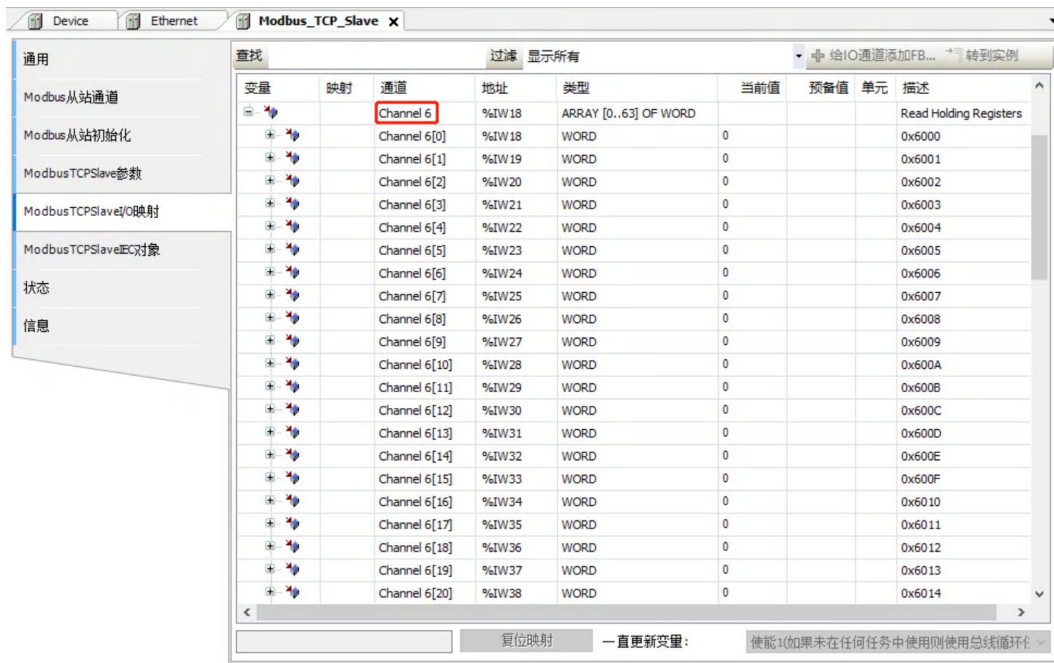 Device Ethernet Modbus_TCP_Slave
通用
Modbus从站通道
Modbus从站初始化
ModbusTCPSlave参数
ModbusTCPSlaveI/O映射
ModbusTCPSlaveIEC对象
状态
信息
查找 过滤 显示所有 给IO通道添加FB... 转到实例
变量 映射 通道 地址 类型 当前值 预备值 单元 描述
Channel 6 %IW18 ARRAY [0..63] OF WORD Read Holding Registers
Channel 6[0] %IW18 WORD 0 0x6000
Channel 6[1] %IW19 WORD 0 0x6001
Channel 6[2] %IW20 WORD 0 0x6002
Channel 6[3] %IW21 WORD 0 0x6003
Channel 6[4] %IW22 WORD 0 0x6004
Channel 6[5] %IW23 WORD 0 0x6005
Channel 6[6] %IW24 WORD 0 0x6006
Channel 6[7] %IW25 WORD 0 0x6007
Channel 6[8] %IW26 WORD 0 0x6008
Channel 6[9] %IW27 WORD 0 0x6009
Channel 6[10] %IW28 WORD 0 0x600A
Channel 6[11] %IW29 WORD 0 0x600B
Channel 6[12] %IW30 WORD 0 0x600C
Channel 6[13] %IW31 WORD 0 0x600D
Channel 6[14] %IW32 WORD 0 0x600E
Channel 6[15] %IW33 WORD 0 0x600F
Channel 6[16] %IW34 WORD 0 0x6010
Channel 6[17] %IW35 WORD 0 0x6011
Channel 6[18] %IW36 WORD 0 0x6012
Channel 6[19] %IW37 WORD 0 0x6013
Channel 6[20] %IW38 WORD 0 0x6014
复位映射 一直更新变量: 使能1(如果未在任何任务中使用则使用总线循环任